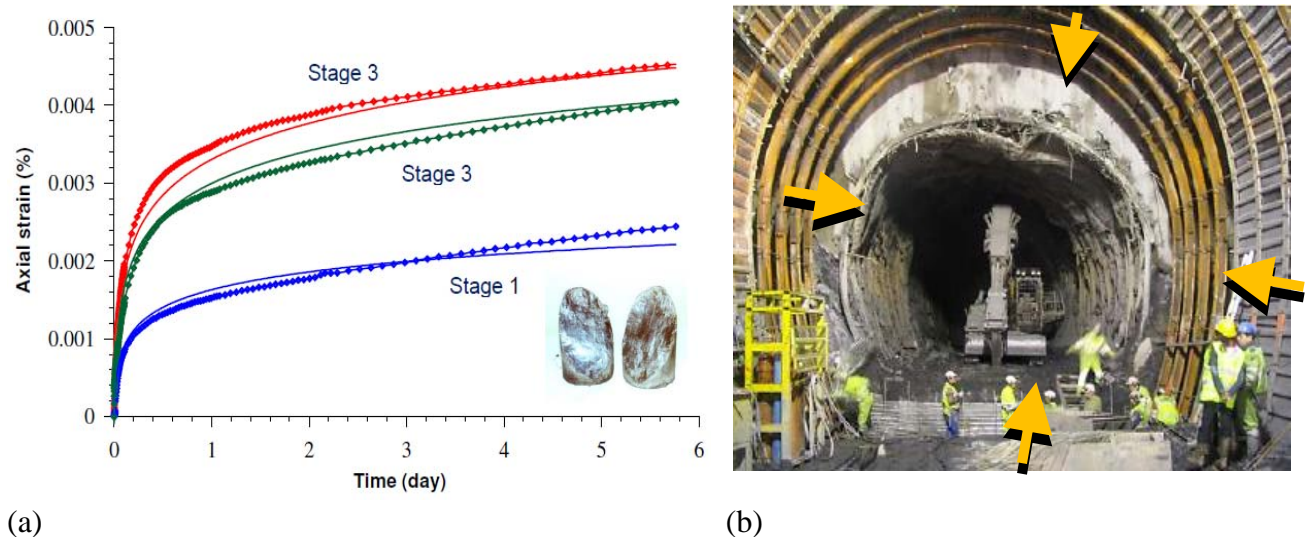 0.005
0.004
0.003
0.002
0.001
0
Axial strain (%)
Stage 3
Stage 3
Stage 1
0 1 2 3 4 5 6
Time (day)
(a) (b)